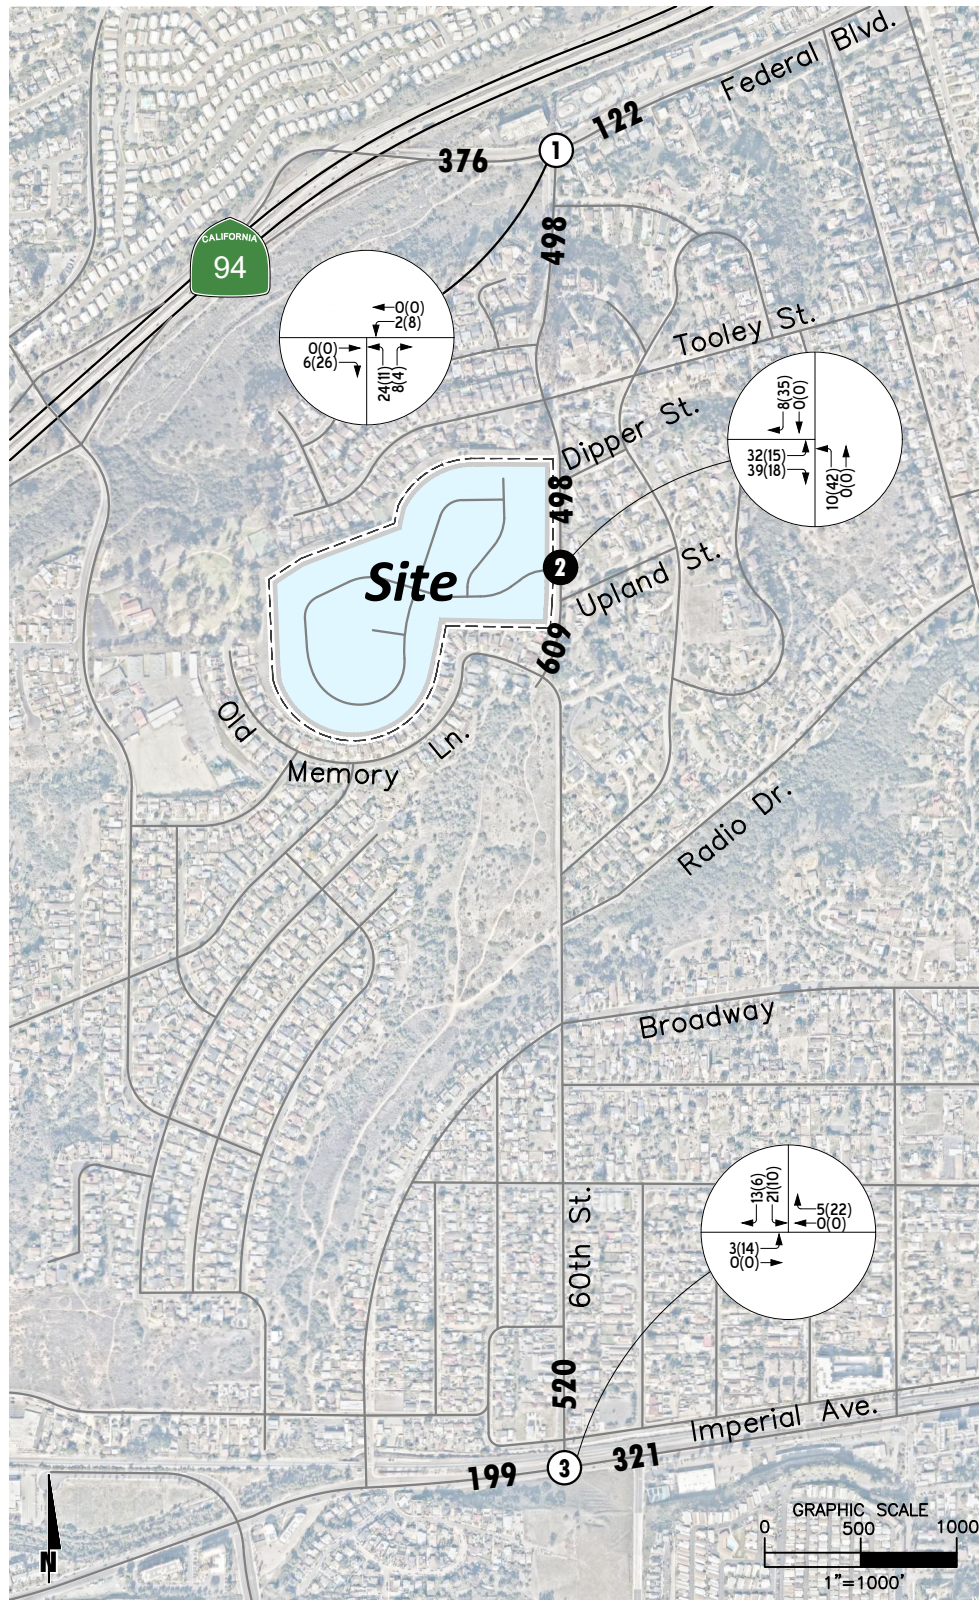 Federal Blvd.
122
1
376
498
CALIFORNIA
94
0(0)
2(8)
0(0)
6(26)
24(11)
8(4)
Tooley St.
Dipper St.
8(35)
0(0)
32(15)
39(18)
10(42)
0(0)
498
Site
2
Upland St.
609
Old
Memory
Ln.
Radio Dr.
Broadway
60th St.
13(6)
21(10)
5(22)
0(0)
3(14)
0(0)
520
Imperial Ave.
199
3
321
N
GRAPHIC SCALE
0 500 1000
1"=1000'